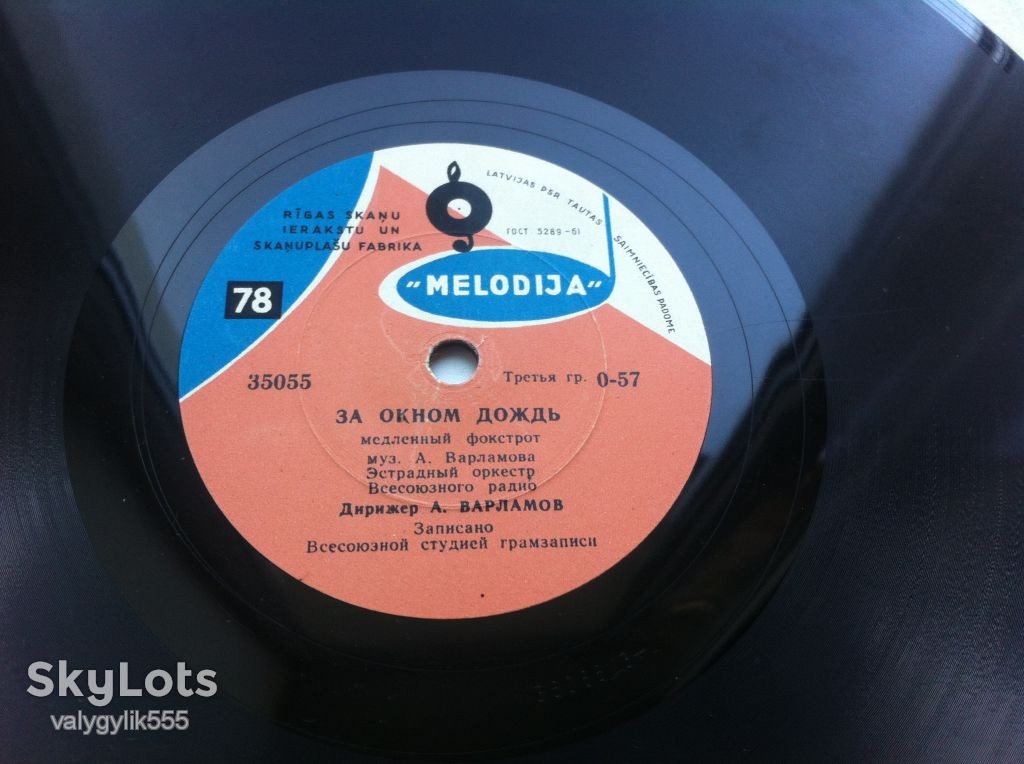 RĪGAS SKAŅU
IERAKSTU UN
SKAŅUPLAŠU FABRIKA
LATVIJAS PSR TAUTAS SAIMNIECĪBAS PADOME
ГОСТ 5289-61
"MELODIJA"
78
35055
Третья гр. 0-57
ЗА ОКНОМ ДОЖДЬ
медленный фокстрот
муз. А. Варламова
Эстрадный оркестр
Всесоюзного радио
Дирижер А. ВАРЛАМОВ
Записано
Всесоюзной студией грамзаписи
SkyLots
valygylik555